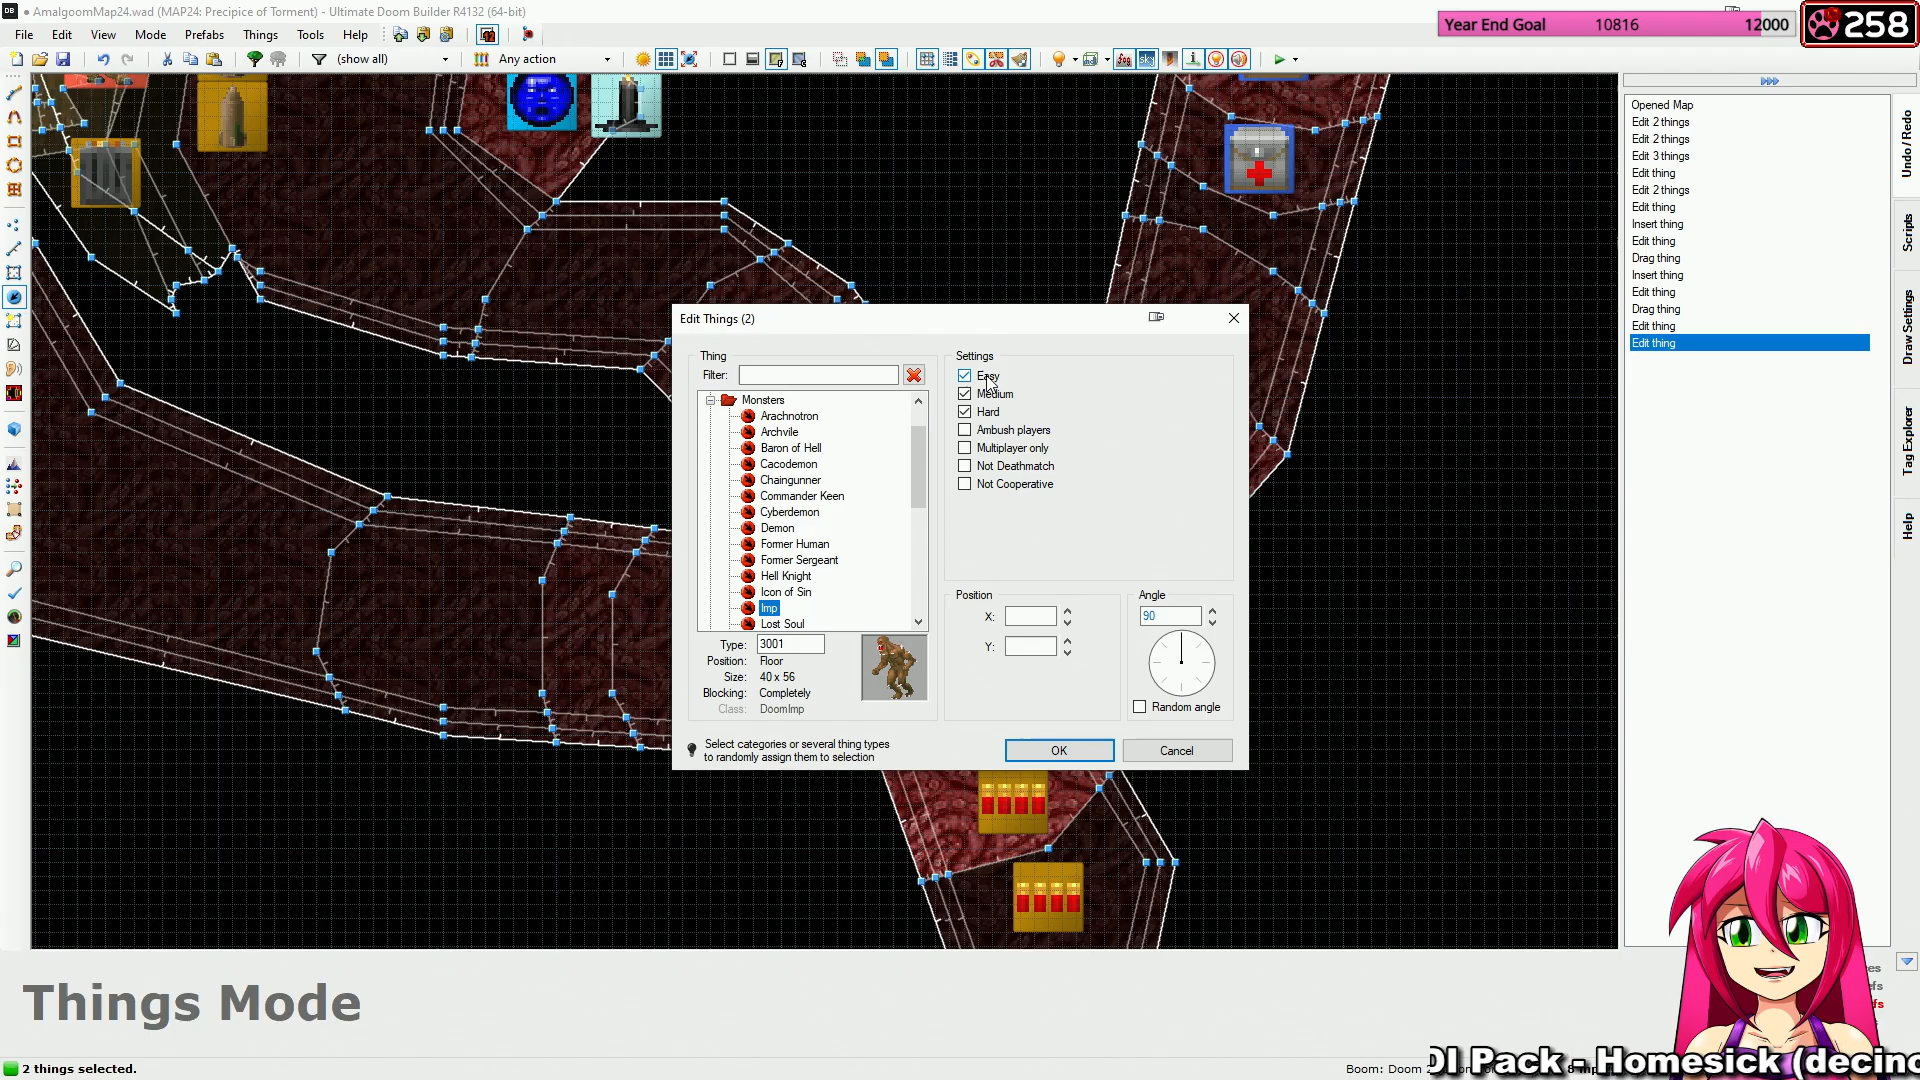 AmalgoomMap24.wad (MAP24: Precipice of Torment) - Ultimate Doom Builder R4132 (64-bit)
Year End Goal 10816 12000
258
File Edit View Mode Prefabs Things Tools Help
(show all) Any action
Opened Map
Edit 2 things
Edit 2 things
Edit 3 things
Edit thing
Edit 2 things
Edit thing
Insert thing
Edit thing
Drag thing
Insert thing
Edit thing
Drag thing
Edit thing
Edit thing
Undo / Redo
Scripts
Draw Settings
Tag Explorer
Help
Edit Things (2)
Thing
Filter:
Monsters
Arachnotron
Archvile
Baron of Hell
Cacodemon
Chaingunner
Commander Keen
Cyberdemon
Demon
Former Human
Former Sergeant
Hell Knight
Icon of Sin
Imp
Lost Soul
Type: 3001
Position: Floor
Size: 40 x 56
Blocking: Completely
Class: DoomImp
Settings
Easy
Medium
Hard
Ambush players
Multiplayer only
Not Deathmatch
Not Cooperative
Position
X:
Y:
Angle
90
Random angle
Select categories or several thing types
to randomly assign them to selection
OK
Cancel
Things Mode
2 things selected.
Boom: Doom 2
DI Pack - Homesick (decino